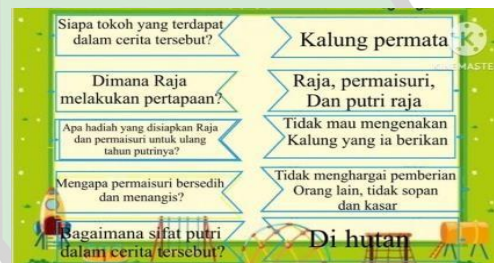 Siapa tokoh yang terdapat
dalam cerita tersebut?
Kalung permata
Dimana Raja
melakukan pertapaan?
Raja, permaisuri,
Dan putri raja
Apa hadiah yang disiapkan Raja
dan permaisuri untuk ulang
tahun putrinya?
Tidak mau mengenakan
Kalung yang ia berikan
Mengapa permaisuri bersedih
dan menangis?
Tidak menghargai pemberian
Orang lain, tidak sopan
dan kasar
Bagaimana sifat putri
dalam cerita tersebut?
Di hutan